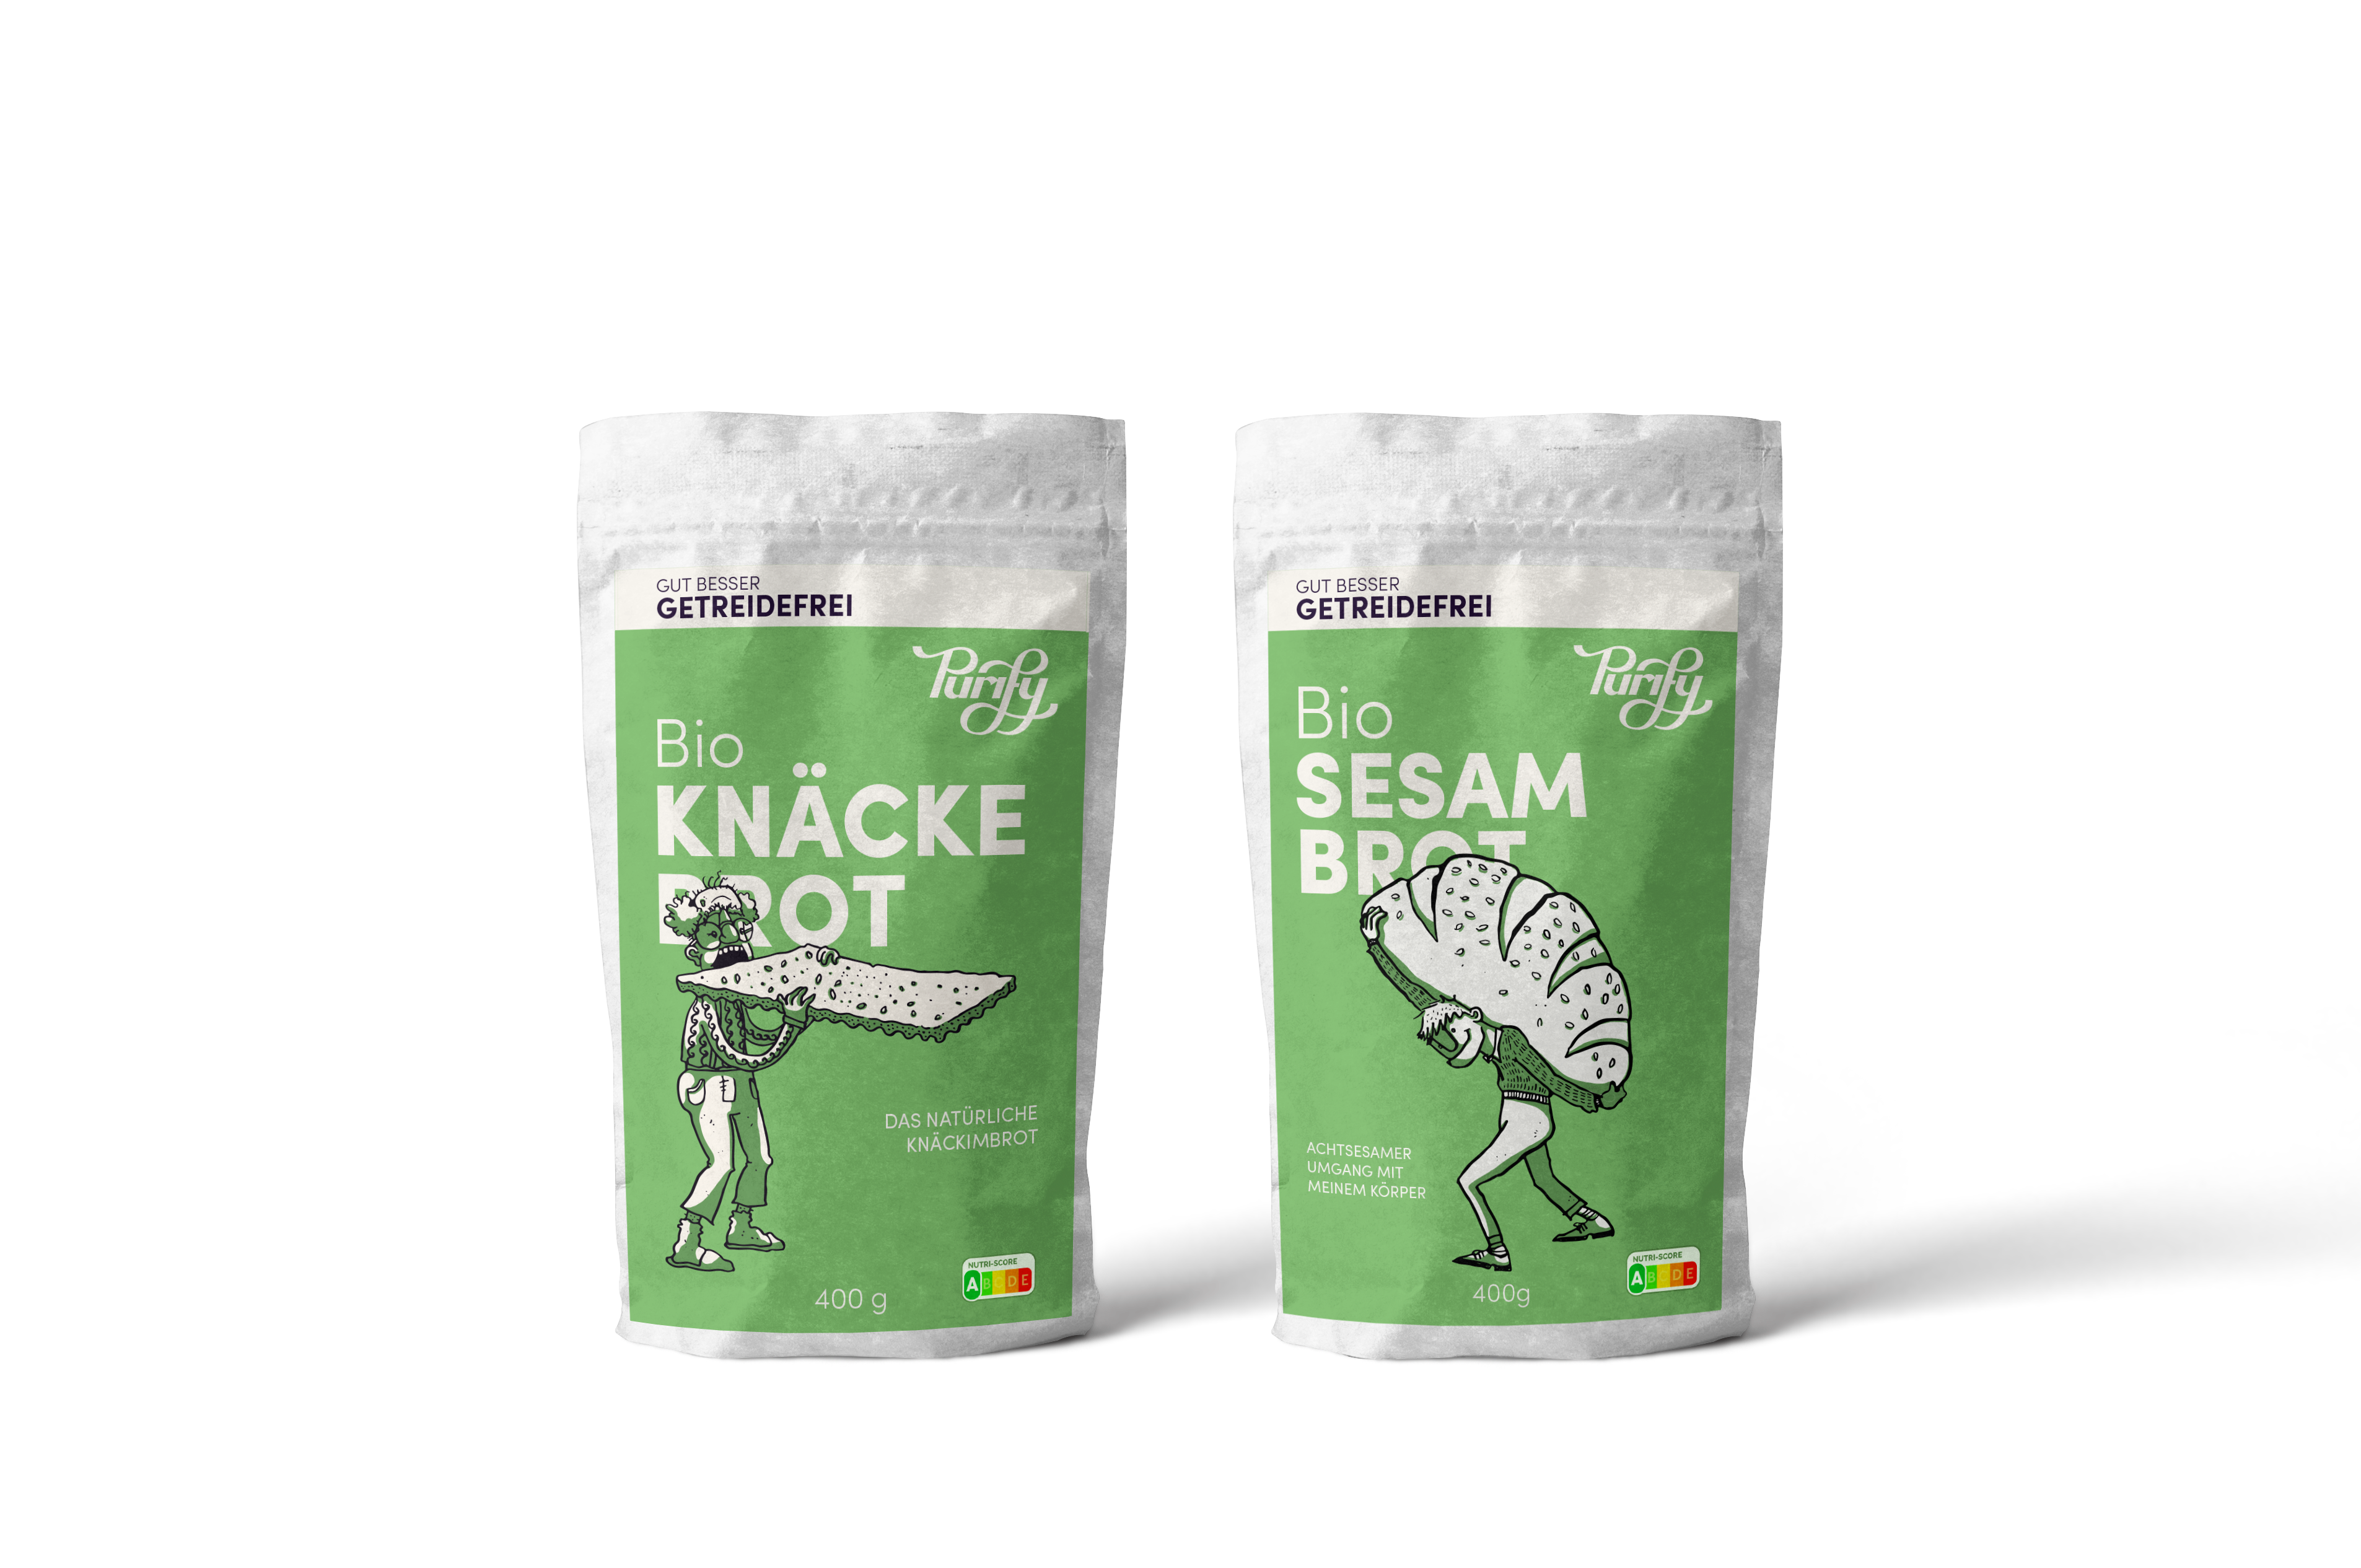 GUT BESSER
GETREIDEFREI
Purify
Bio
KNÄCKE
BROT
DAS NATÜRLICHE
KNÄCKIMBROT
NUTRI-SCORE
A B C D E
400 g
GUT BESSER
GETREIDEFREI
Purify
Bio
SESAM
BROT
ACHTSESAMER
UMGANG MIT
MEINEM KÖRPER
NUTRI-SCORE
A B C D E
400g